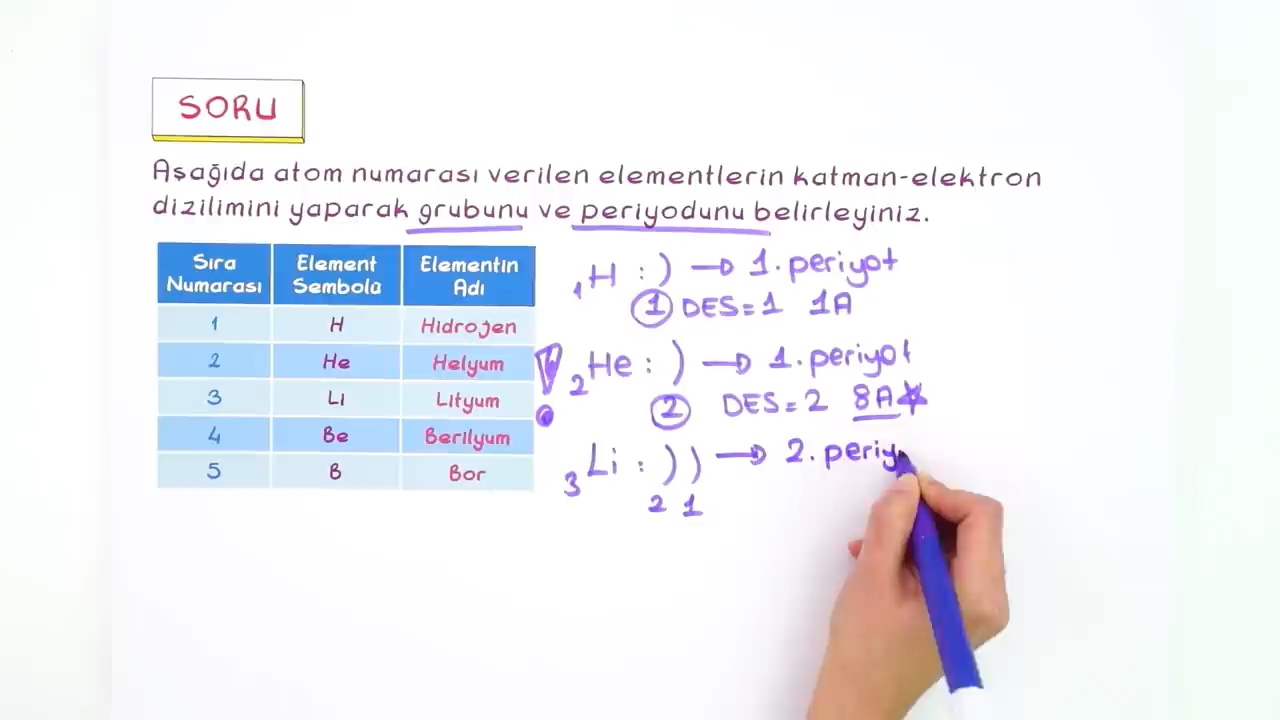 SORU
Aşağıda atom numarası verilen elementlerin katman-elektron
dizilimini yaparak grubunu ve periyodunu belirleyiniz.
Sıra Numarası Element Sembolü Elementin Adı
1 H Hidrojen
2 He Helyum
3 Li Lityum
4 Be Berilyum
5 B Bor
₁H : ) → 1. periyot
1 DES = 1 1A
! ₂He : ) → 1. periyot
2 DES = 2 8A ☆
₃Li : ) ) → 2. periy
2 1